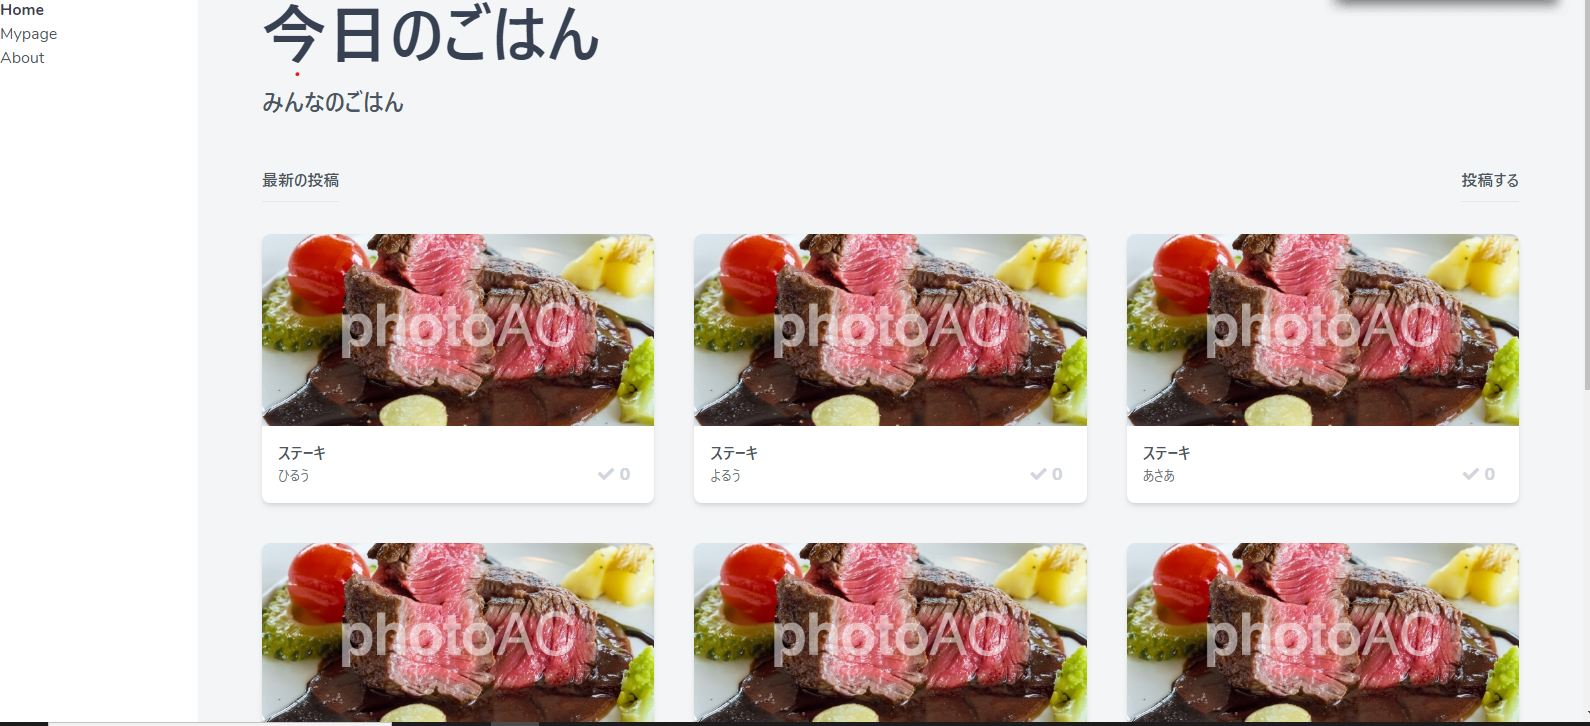 Home
Mypage
About
今日のごはん
みんなのごはん
最新の投稿
投稿する
photoAC
photoAC
photoAC
ステーキ
ひるう
0
ステーキ
よるう
0
ステーキ
あさあ
0
photoAC
photoAC
photoAC